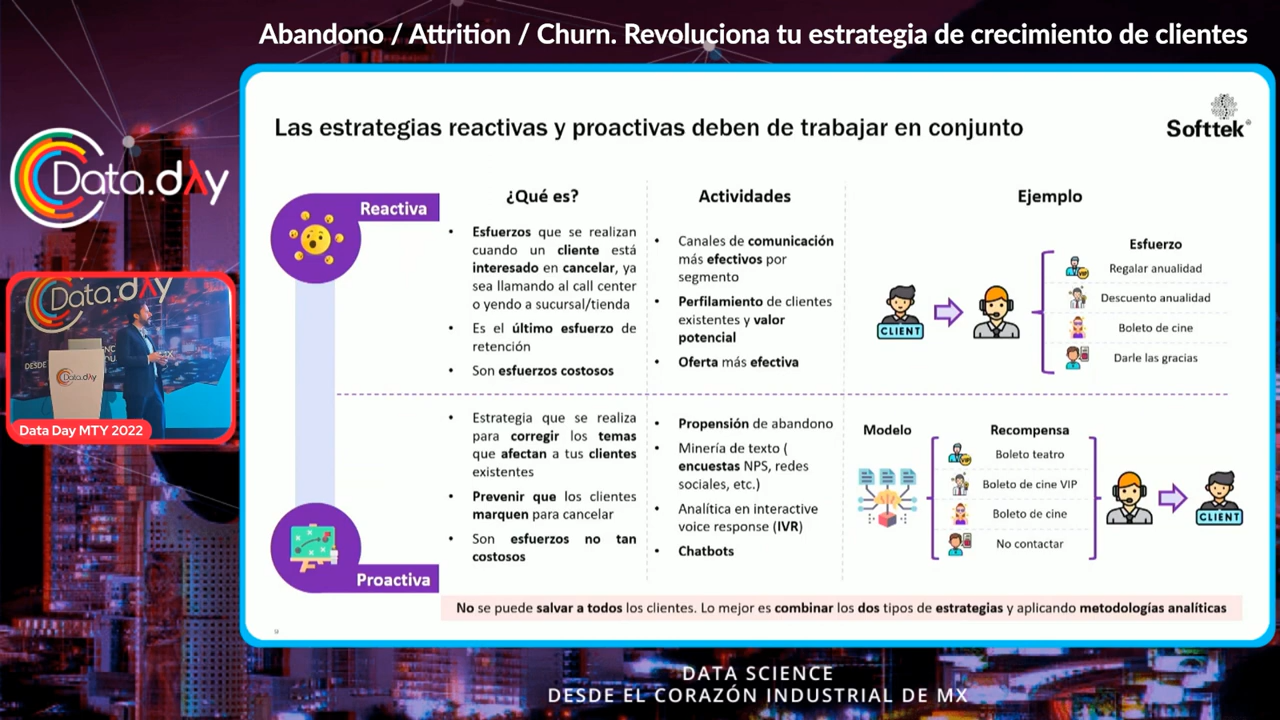 Abandono / Attrition / Churn. Revoluciona tu estrategia de crecimiento de clientes
Data.day
Data.day
DESDE
Data.day
Data Day MTY 2022
Las estrategias reactivas y proactivas deben de trabajar en conjunto
Softtek®
Reactiva
¿Qué es?
• Esfuerzos que se realizan
cuando un cliente está
interesado en cancelar, ya
sea llamando al call center
o yendo a sucursal/tienda
• Es el último esfuerzo de
retención
• Son esfuerzos costosos
Actividades
• Canales de comunicación
más efectivos por
segmento
• Perfilamiento de clientes
existentes y valor
potencial
• Oferta más efectiva
Ejemplo
CLIENT
Esfuerzo
VIP
Regalar anualidad
Descuento anualidad
Boleto de cine
Darle las gracias
Proactiva
• Estrategia que se realiza
para corregir los temas
que afectan a tus clientes
existentes
• Prevenir que los clientes
marquen para cancelar
• Son esfuerzos no tan
costosos
• Propensión de abandono
• Minería de texto (
encuestas NPS, redes
sociales, etc.)
• Analítica en interactive
voice response (IVR)
• Chatbots
Modelo
Recompensa
VIP
Boleto teatro
Boleto de cine VIP
Boleto de cine
No contactar
CLIENT
No se puede salvar a todos los clientes. Lo mejor es combinar los dos tipos de estrategias y aplicando metodologías analíticas
DATA SCIENCE
DESDE EL CORAZÓN INDUSTRIAL DE MX